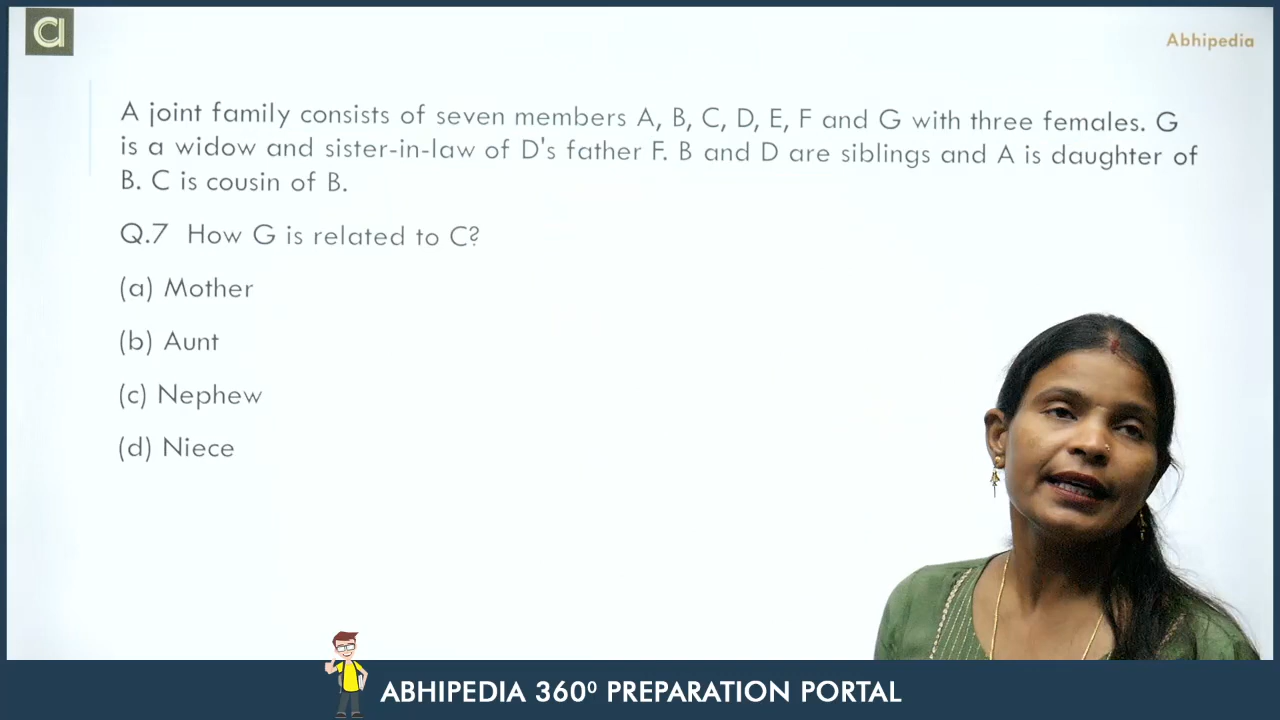 Abhipedia
A joint family consists of seven members A, B, C, D, E, F and G with three females. G
is a widow and sister-in-law of D's father F. B and D are siblings and A is daughter of
B. C is cousin of B.
Q.7 How G is related to C?
(a) Mother
(b) Aunt
(c) Nephew
(d) Niece
ABHIPEDIA 360⁰ PREPARATION PORTAL